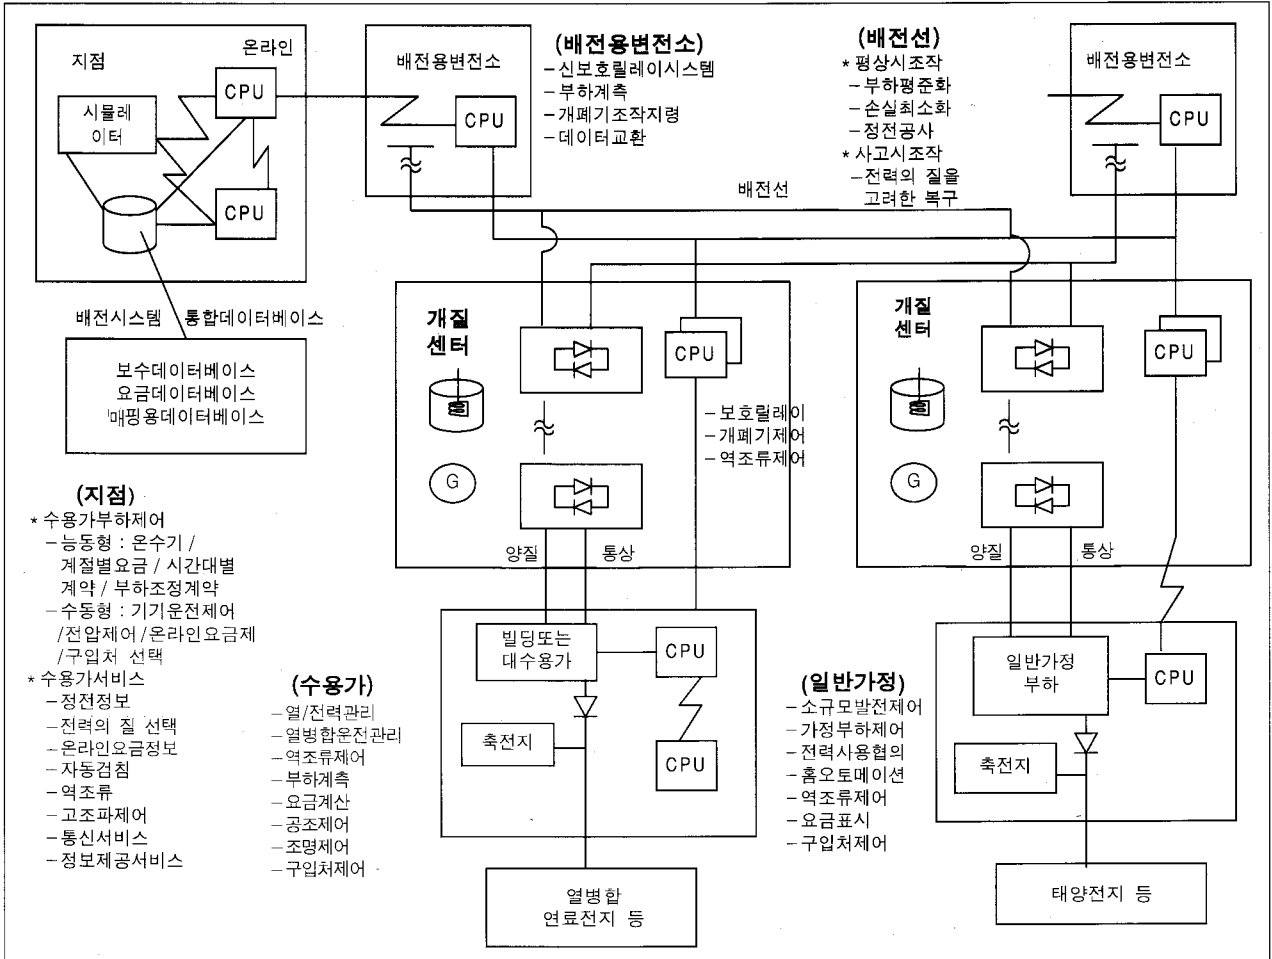 지점
온라인
CPU
시뮬레
이터
CPU
배전시스템 통합데이터베이스
보수데이터베이스
요금데이터베이스
매핑용데이터베이스
배전용변전소
CPU
(배전용변전소)
－신보호릴레이시스템
－부하계측
－개폐기조작지령
－데이터교환
(배전선)
* 평상시조작
－부하평준화
－손실최소화
－정전공사
* 사고시조작
－전력의 질을
고려한 복구
배전용변전소
CPU
배전선
개질
센터
CPU
G
－보호릴레이
－개폐기제어
－역조류제어
양질
통상
개질
센터
CPU
G
양질
통상
(지점)
* 수용가부하제어
－능동형 : 온수기 /
계절별요금 / 시간대별
계약 / 부하조정계약
－수동형 : 기기운전제어
/전압제어/온라인요금제
/구입처 선택
* 수용가서비스
－정전정보
－전력의 질 선택
－온라인요금정보
－자동검침
－역조류
－고조파제어
－통신서비스
－정보제공서비스
(수용가)
－열/전력관리
－열병합운전관리
－역조류제어
－부하계측
－요금계산
－공조제어
－조명제어
－구입처제어
빌딩또는
대수용가
CPU
축전지
CPU
열병합
연료전지 등
(일반가정)
－소규모발전제어
－가정부하제어
－전력사용협의
－홈오토메이션
－역조류제어
－요금표시
－구입처제어
일반가정
부하
CPU
축전지
태양전지 등